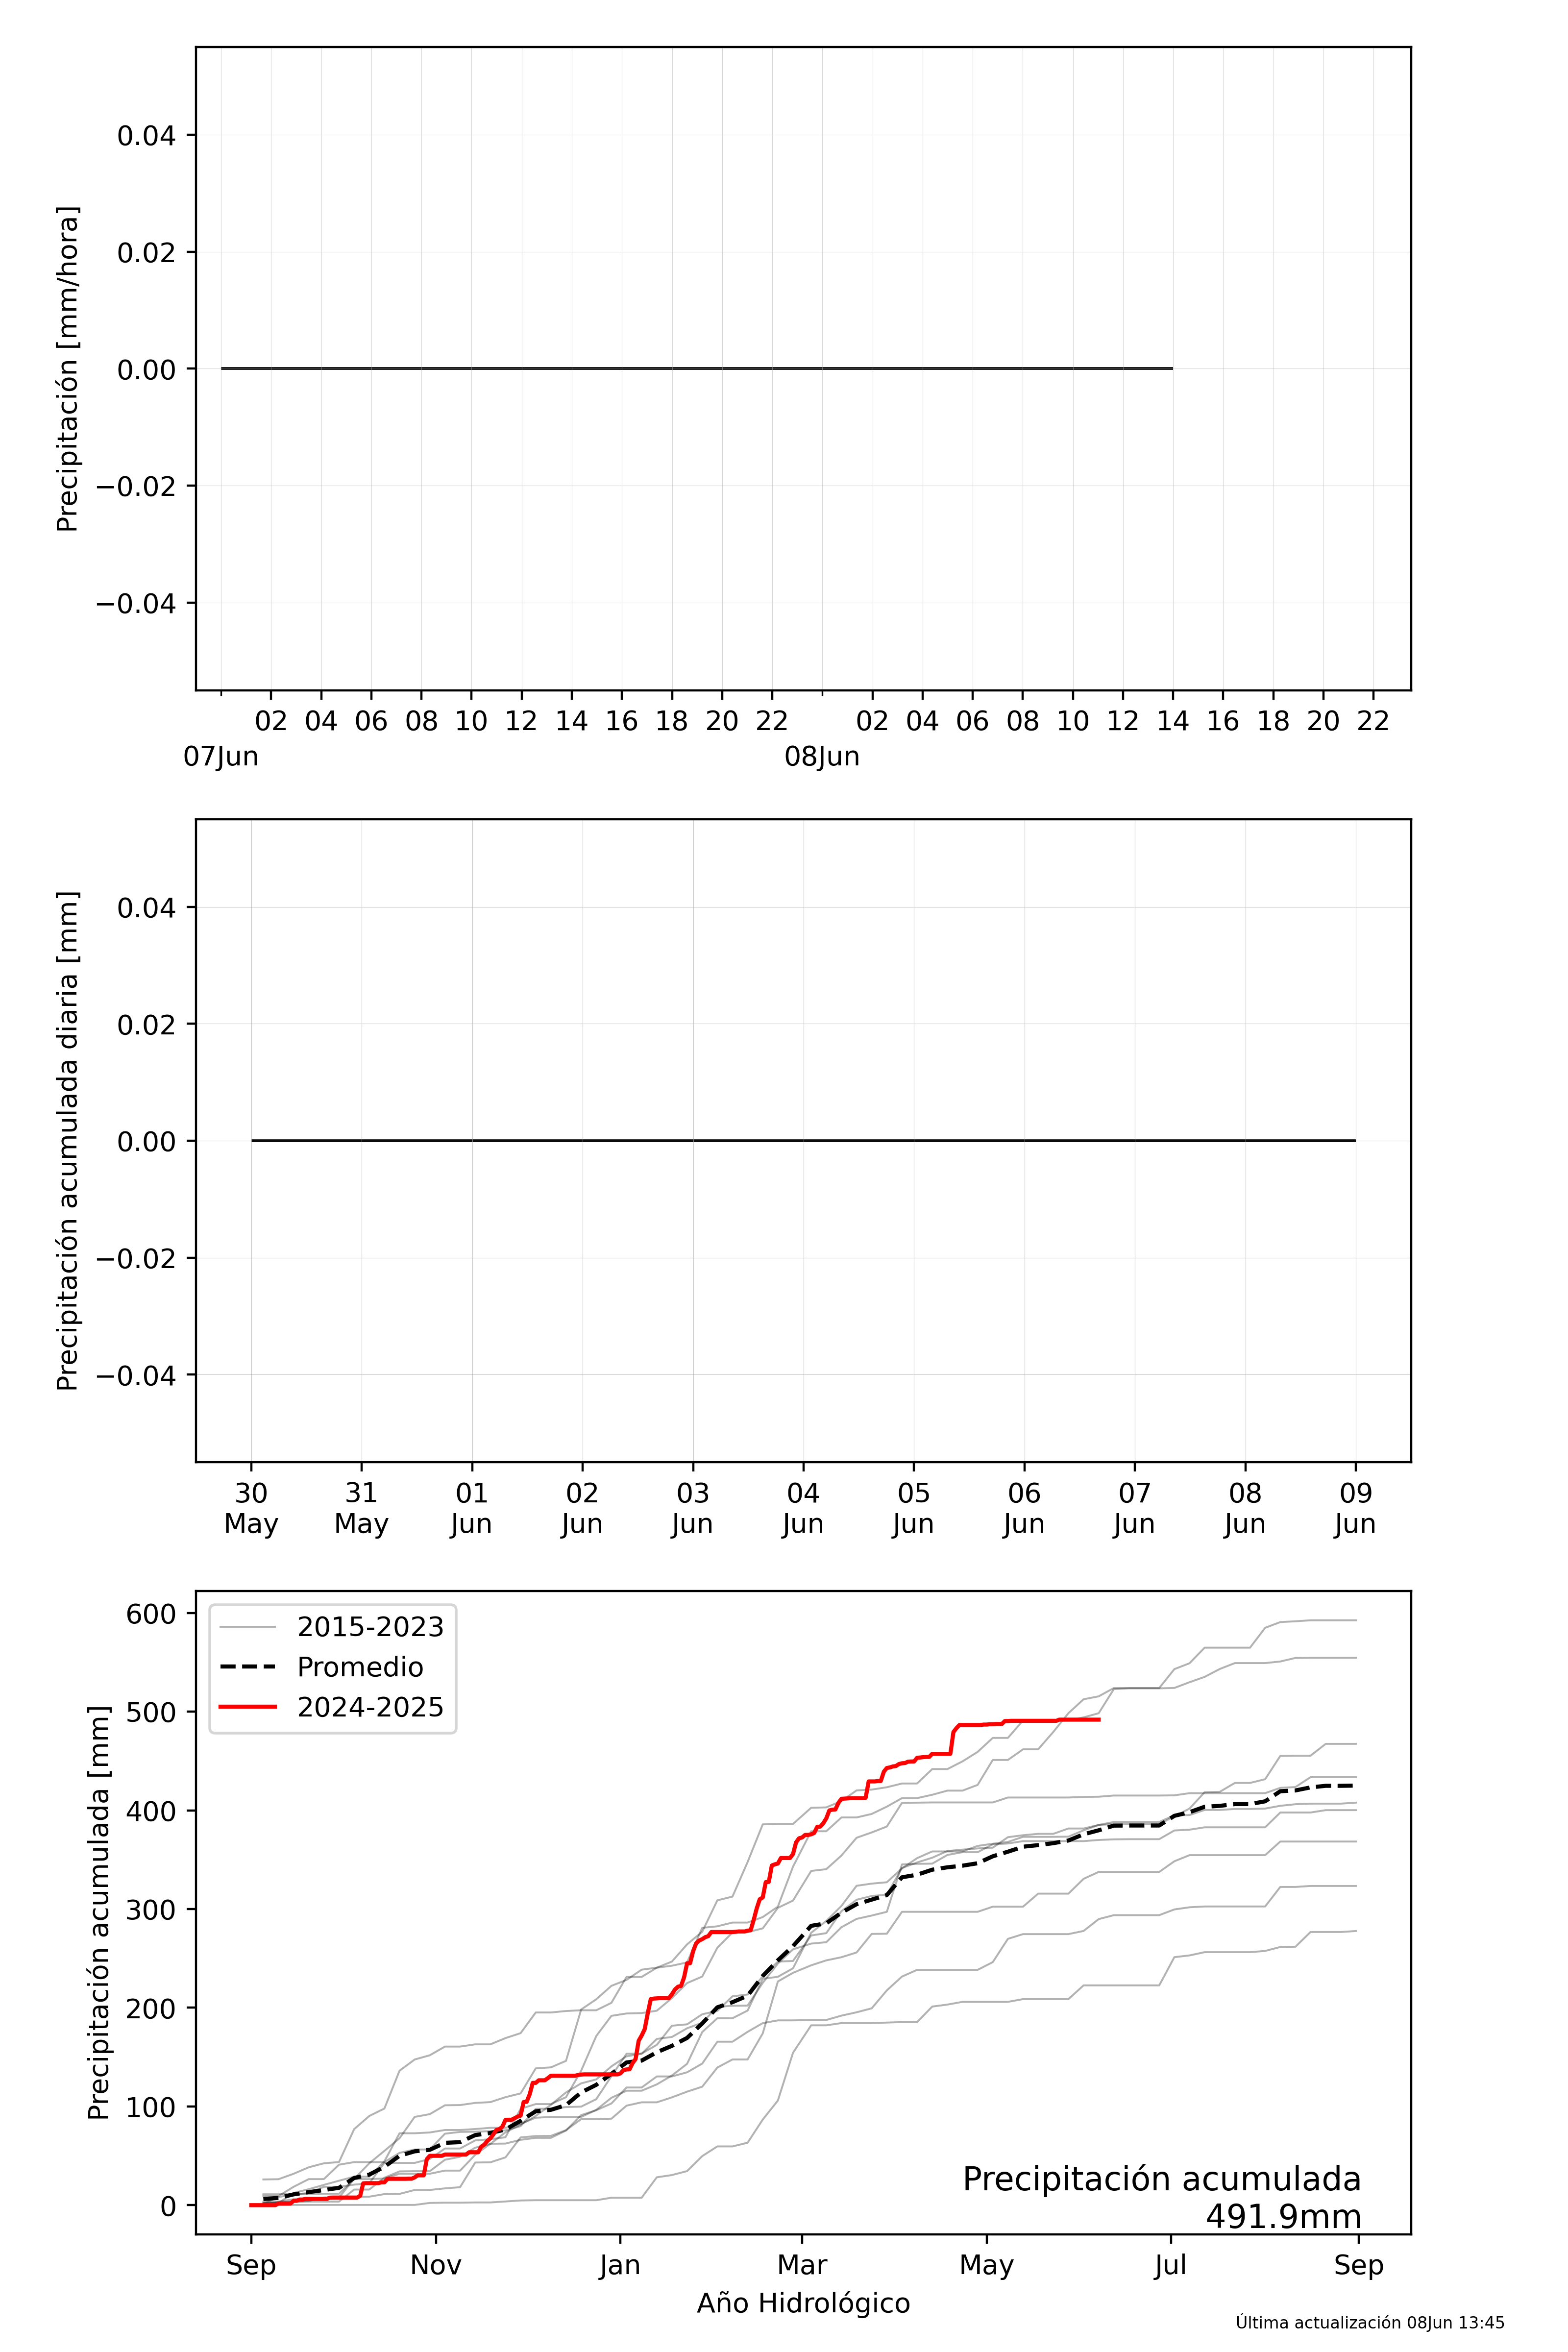 Precipitación [mm/hora]
0.04
0.02
0.00
−0.02
−0.04
02 04 06 08 10 12 14 16 18 20 22 02 04 06 08 10 12 14 16 18 20 22
07Jun 08Jun
Precipitación acumulada diaria [mm]
0.04
0.02
0.00
−0.02
−0.04
30 31 01 02 03 04 05 06 07 08 09
May May Jun Jun Jun Jun Jun Jun Jun Jun Jun
Precipitación acumulada [mm]
600
500
400
300
200
100
0
2015-2023
Promedio
2024-2025
Precipitación acumulada
491.9mm
Sep Nov Jan Mar May Jul Sep
Año Hidrológico
Última actualización 08Jun 13:45